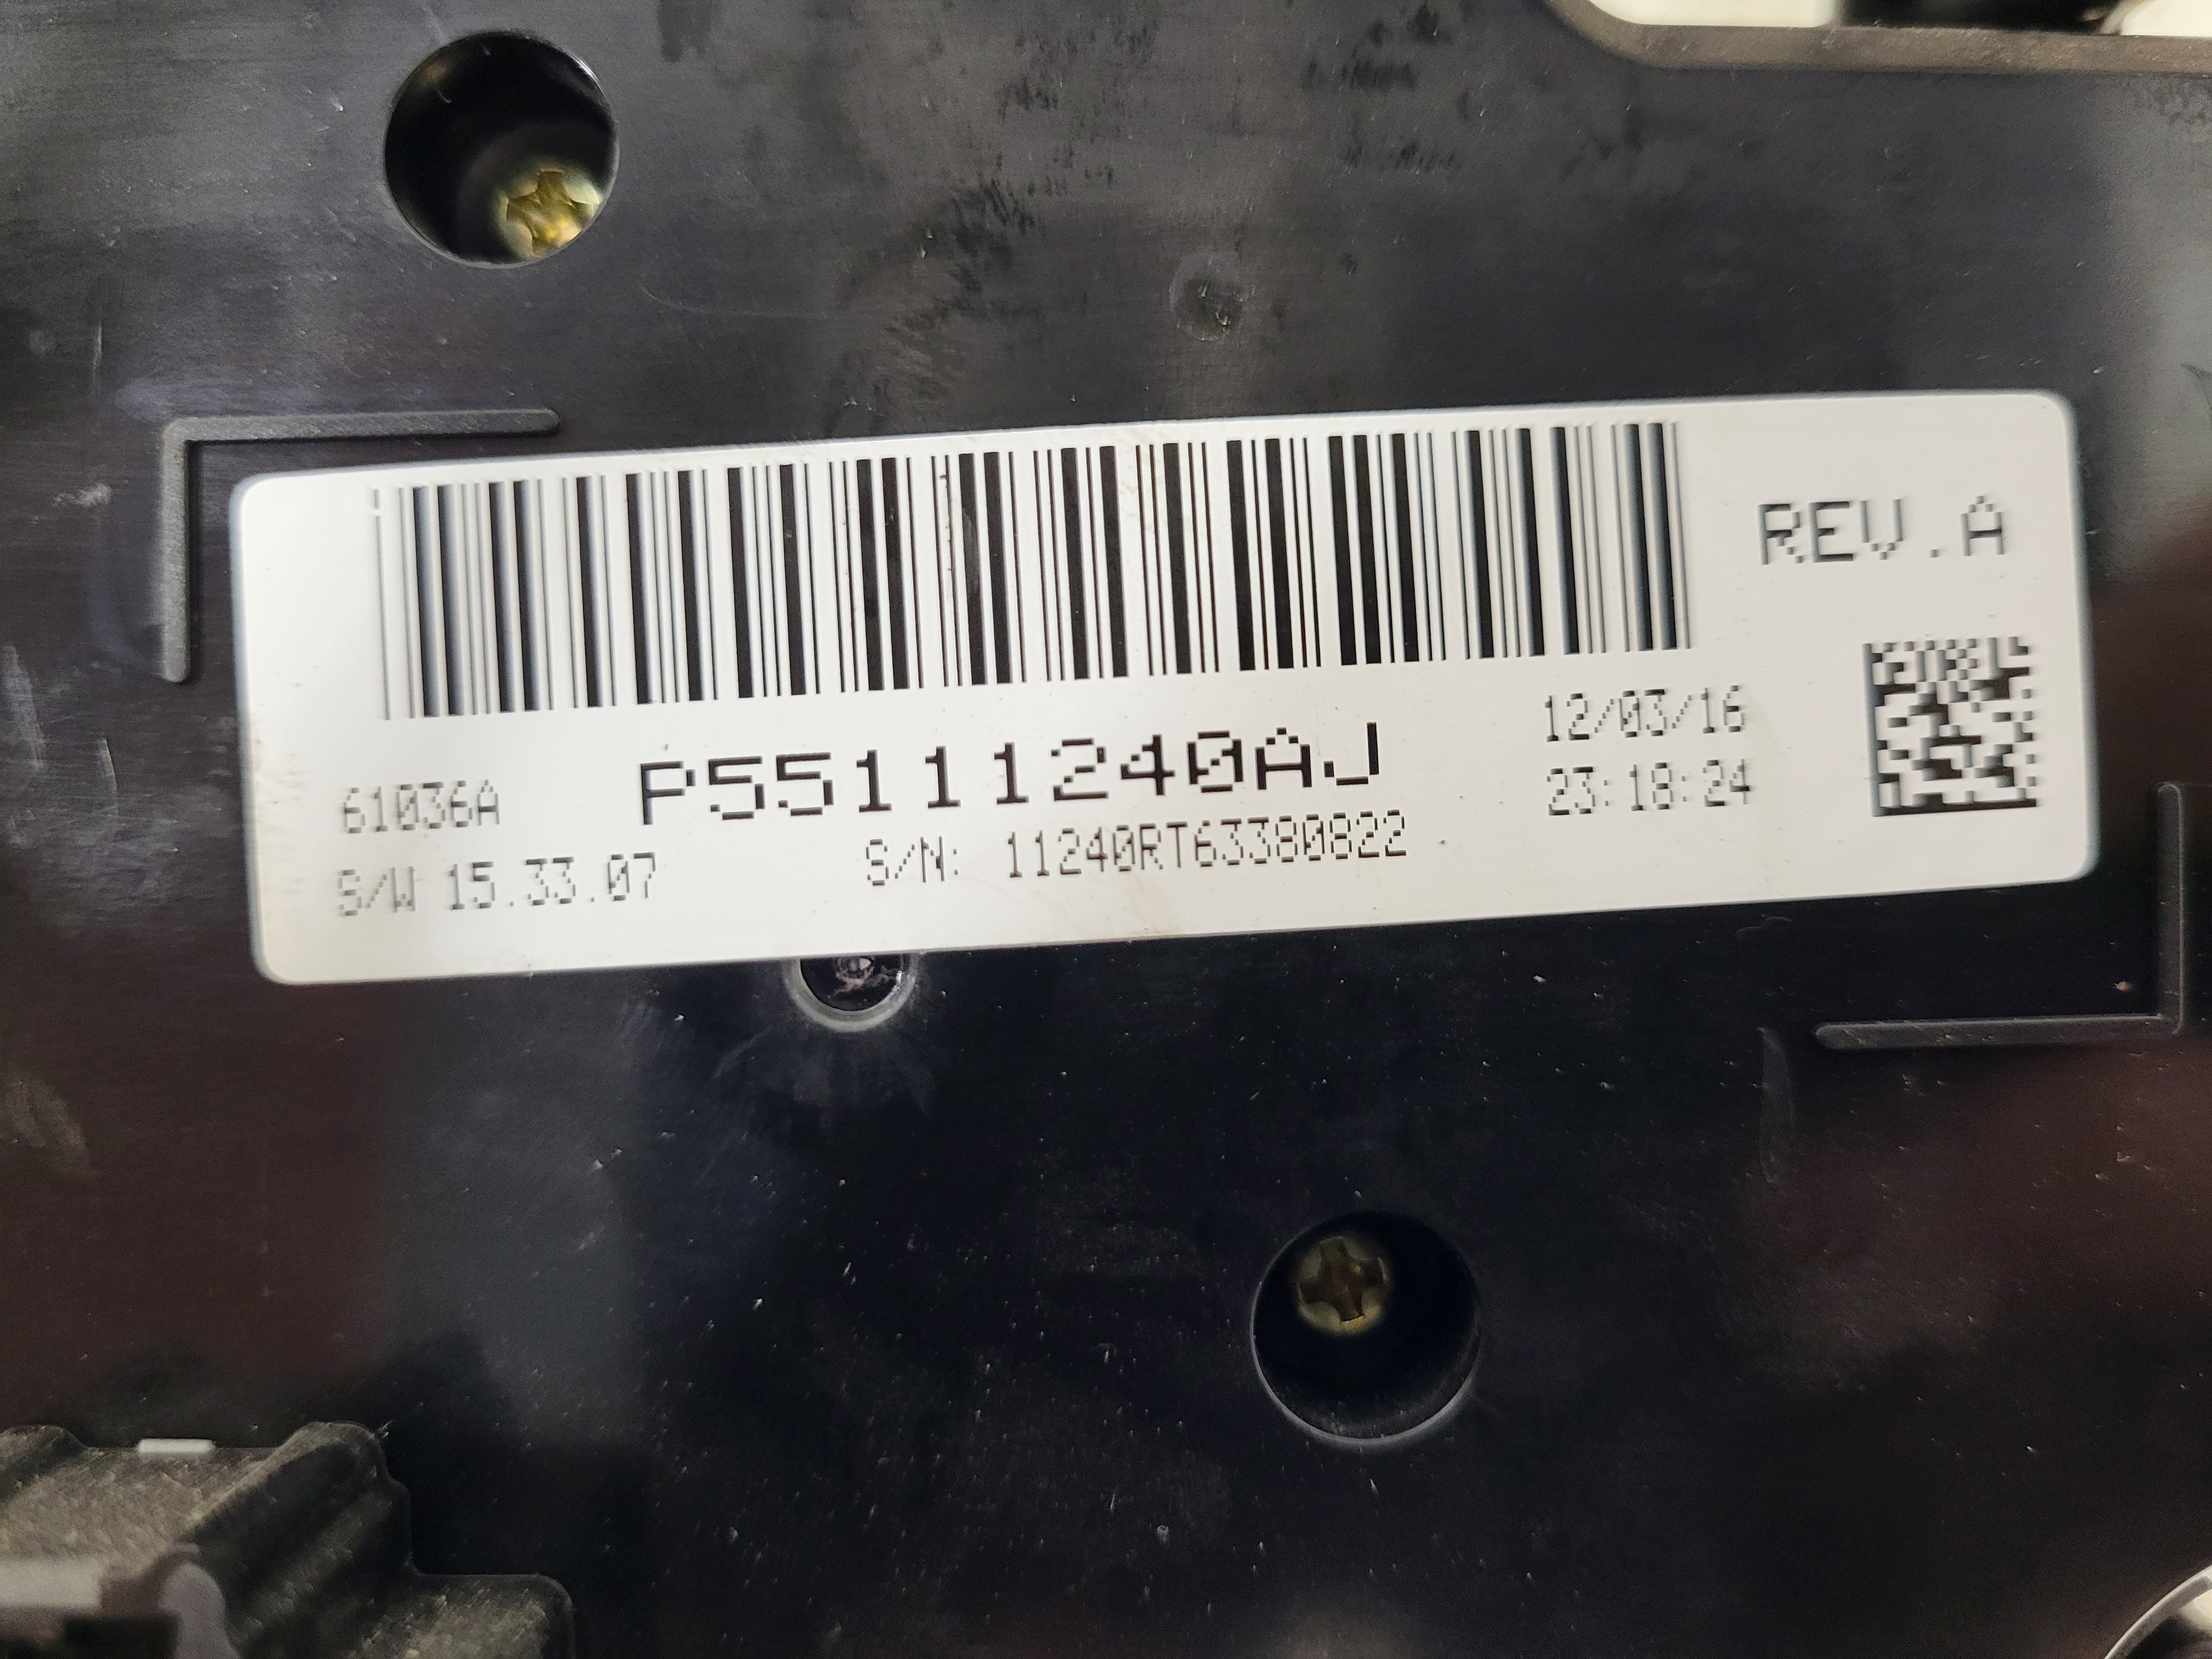 REV.A
12/03/16
61036A P55111240AJ 23:18:24
S/W 15.33.07 S/N: 11240RT63380822